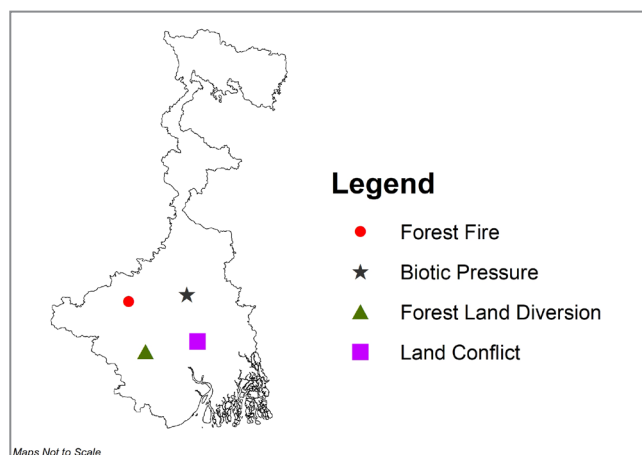 Legend
Forest Fire
Biotic Pressure
Forest Land Diversion
Land Conflict
Maps Not to Scale